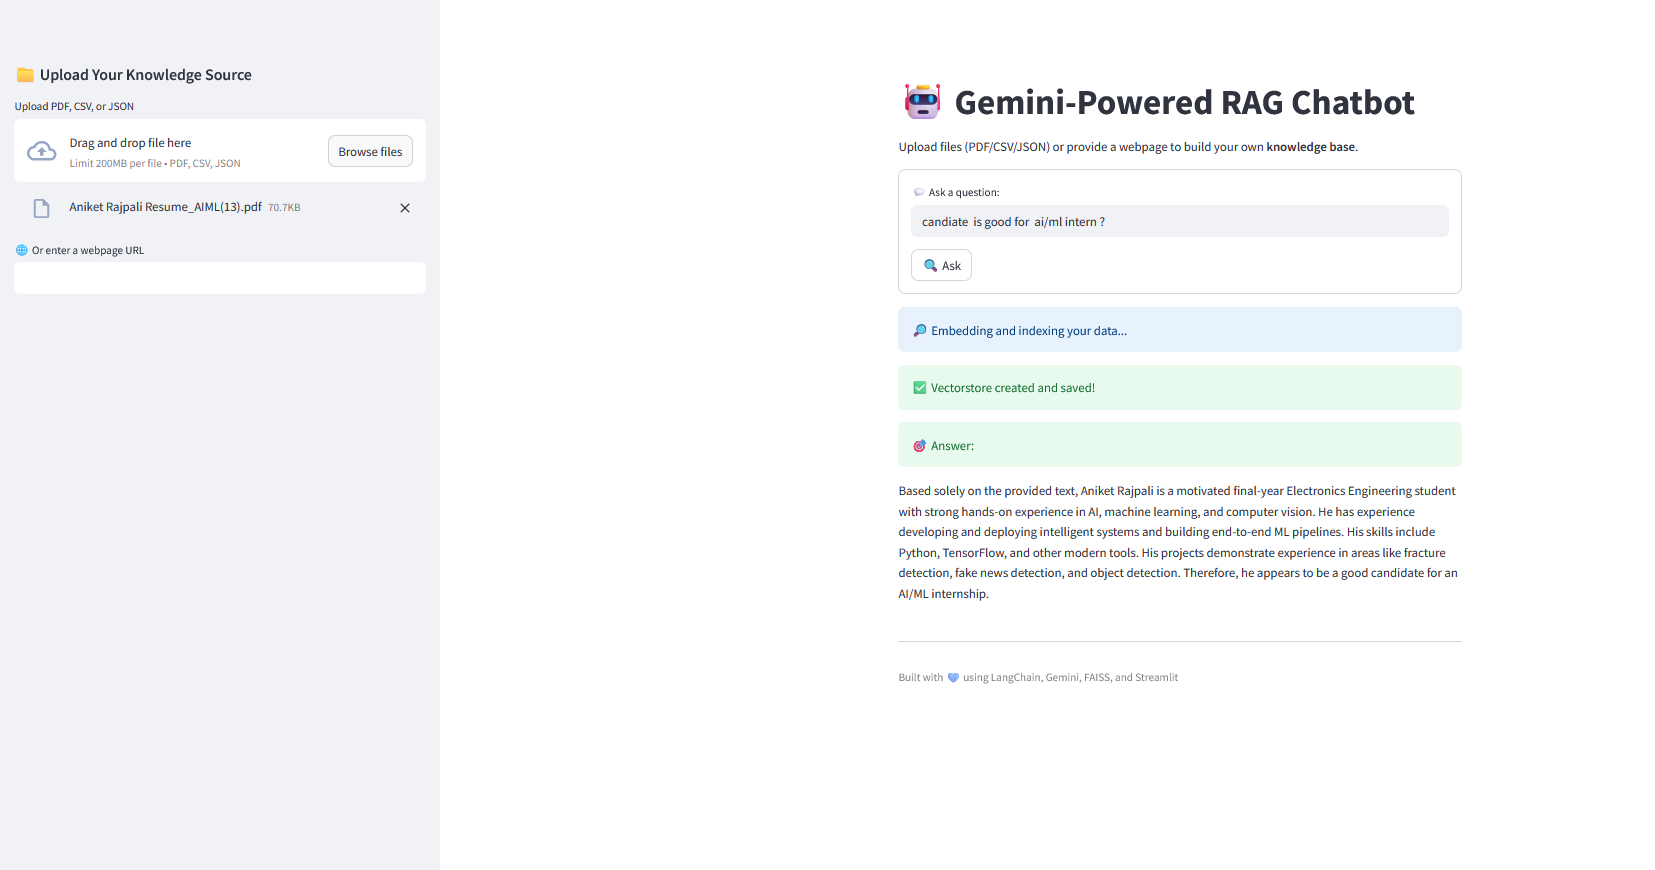 Upload Your Knowledge Source
Upload PDF, CSV, or JSON
Drag and drop file here
Limit 200MB per file • PDF, CSV, JSON
Browse files
Aniket Rajpali Resume_AIML(13).pdf 70.7KB
Or enter a webpage URL
Gemini-Powered RAG Chatbot
Upload files (PDF/CSV/JSON) or provide a webpage to build your own knowledge base.
Ask a question:
candiate is good for ai/ml intern ?
Ask
Embedding and indexing your data...
Vectorstore created and saved!
Answer:
Based solely on the provided text, Aniket Rajpali is a motivated final-year Electronics Engineering student
with strong hands-on experience in AI, machine learning, and computer vision. He has experience
developing and deploying intelligent systems and building end-to-end ML pipelines. His skills include
Python, TensorFlow, and other modern tools. His projects demonstrate experience in areas like fracture
detection, fake news detection, and object detection. Therefore, he appears to be a good candidate for an
AI/ML internship.
Built with 💙 using LangChain, Gemini, FAISS, and Streamlit